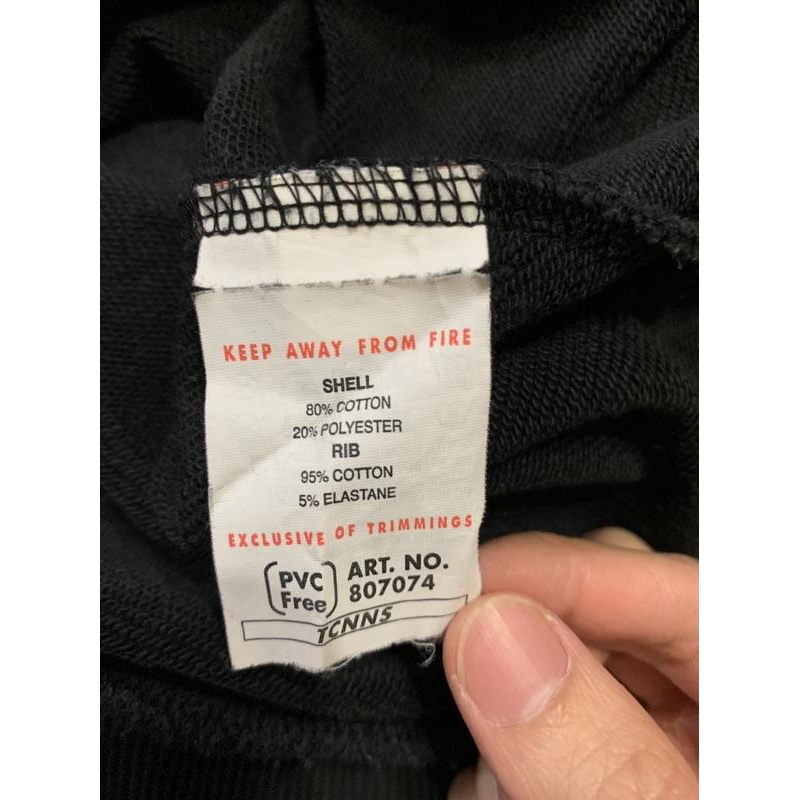 KEEP AWAY FROM FIRE
SHELL
80% COTTON
20% POLYESTER
RIB
95% COTTON
5% ELASTANE
EXCLUSIVE OF TRIMMINGS
PVC Free
ART. NO.
807074
TCNNS